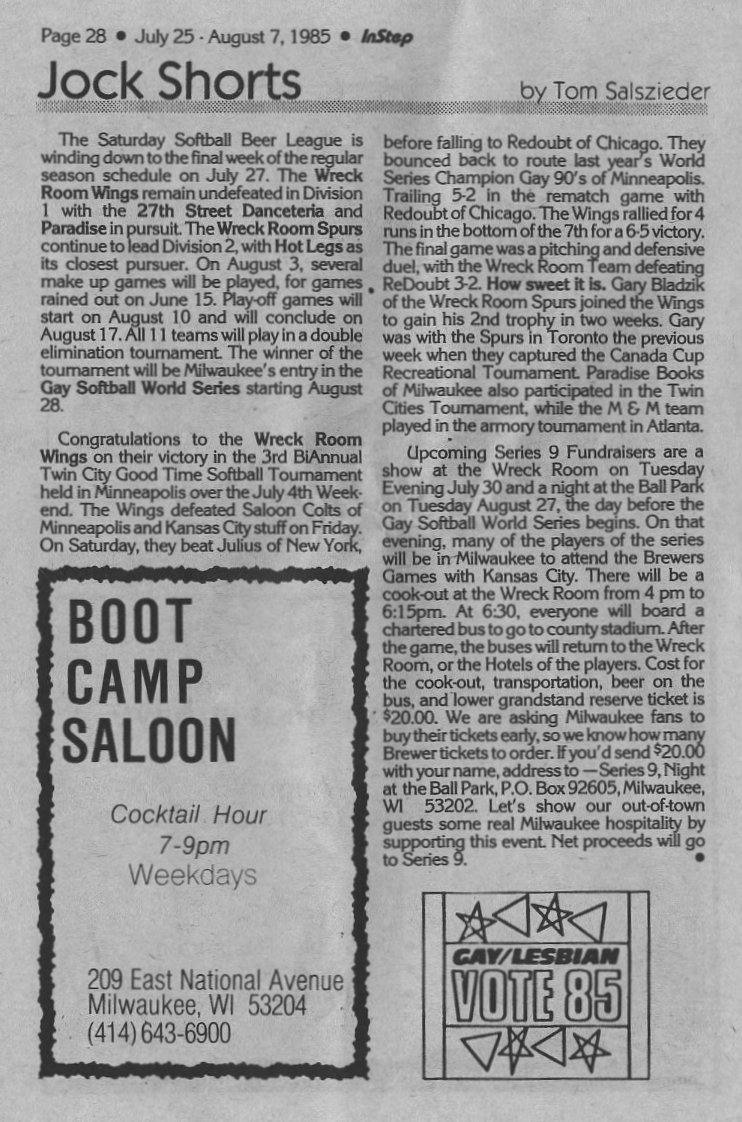 Page 28 • July 25 - August 7, 1985 • InStep
Jock Shorts
by Tom Salszieder
The Saturday Softball Beer League is
winding down to the final week of the regular
season schedule on July 27. The Wreck
Room Wings remain undefeated in Division
1 with the 27th Street Danceteria and
Paradise in pursuit. The Wreck Room Spurs
continue to lead Division 2, with Hot Legs as
its closest pursuer. On August 3, several
make up games will be played, for games
rained out on June 15. Play-off games will
start on August 10 and will conclude on
August 17. All 11 teams will play in a double
elimination tournament. The winner of the
tournament will be Milwaukee's entry in the
Gay Softball World Series starting August
28.
Congratulations to the Wreck Room
Wings on their victory in the 3rd BiAnnual
Twin City Good Time Softball Tournament
held in Minneapolis over the July 4th Week-
end. The Wings defeated Saloon Colts of
Minneapolis and Kansas City stuff on Friday.
On Saturday, they beat Julius of New York,
before falling to Redoubt of Chicago. They
bounced back to route last year's World
Series Champion Gay 90's of Minneapolis.
Trailing 5-2 in the rematch game with
Redoubt of Chicago. The Wings rallied for 4
runs in the bottom of the 7th for a 6-5 victory.
The final game was a pitching and defensive
duel, with the Wreck Room Team defeating
ReDoubt 3-2. How sweet it is. Gary Bladzik
of the Wreck Room Spurs joined the Wings
to gain his 2nd trophy in two weeks. Gary
was with the Spurs in Toronto the previous
week when they captured the Canada Cup
Recreational Tournament. Paradise Books
of Milwaukee also participated in the Twin
Cities Tournament, while the M & M team
played in the armory tournament in Atlanta.
Upcoming Series 9 Fundraisers are a
show at the Wreck Room on Tuesday
Evening July 30 and a night at the Ball Park
on Tuesday August 27, the day before the
Gay Softball World Series begins. On that
evening, many of the players of the series
will be in Milwaukee to attend the Brewers
Games with Kansas City. There will be a
cook-out at the Wreck Room from 4 pm to
6:15pm. At 6:30, everyone will board a
chartered bus to go to county stadium. After
the game, the buses will return to the Wreck
Room, or the Hotels of the players. Cost for
the cook-out, transportation, beer on the
bus, and lower grandstand reserve ticket is
$20.00. We are asking Milwaukee fans to
buy their tickets early, so we know how many
Brewer tickets to order. If you'd send $20.00
with your name, address to —Series 9, Night
at the Ball Park, P.O. Box 92605, Milwaukee,
WI 53202. Let's show our out-of-town
guests some real Milwaukee hospitality by
supporting this event. Net proceeds will go
to Series 9. •
BOOT
CAMP
SALOON
Cocktail Hour
7-9pm
Weekdays
209 East National Avenue
Milwaukee, WI 53204
(414) 643-6900
GAY/LESBIAN
VOTE 85